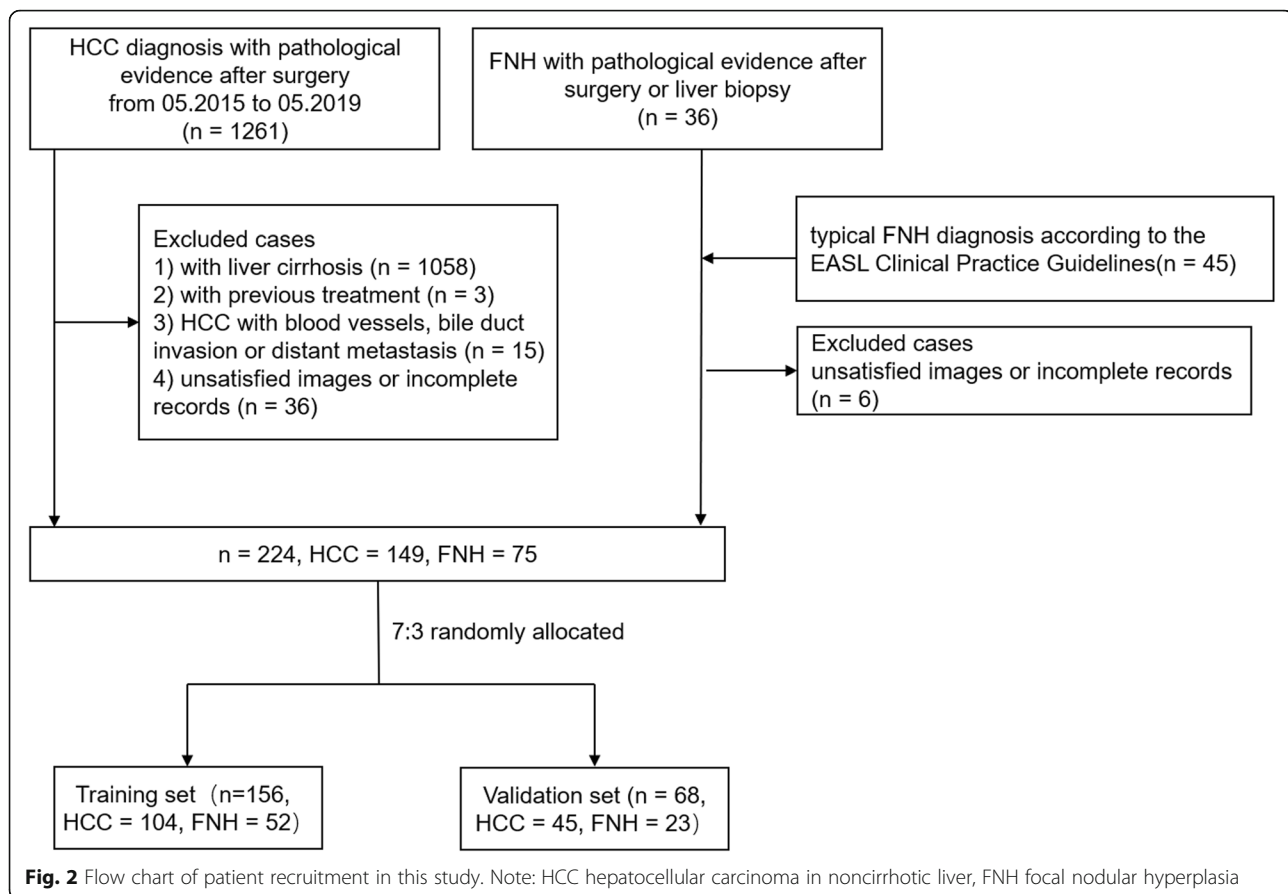 HCC diagnosis with pathological
evidence after surgery
from 05.2015 to 05.2019
(n = 1261)
FNH with pathological evidence after
surgery or liver biopsy
(n = 36)
Excluded cases
1) with liver cirrhosis (n = 1058)
2) with previous treatment (n = 3)
3) HCC with blood vessels, bile duct
invasion or distant metastasis (n = 15)
4) unsatisfied images or incomplete
records (n = 36)
typical FNH diagnosis according to the
EASL Clinical Practice Guidelines(n = 45)
Excluded cases
unsatisfied images or incomplete records
(n = 6)
n = 224, HCC = 149, FNH = 75
7:3 randomly allocated
Training set（n=156,
HCC = 104, FNH = 52）
Validation set (n = 68,
HCC = 45, FNH = 23）
Fig. 2 Flow chart of patient recruitment in this study. Note: HCC hepatocellular carcinoma in noncirrhotic liver, FNH focal nodular hyperplasia